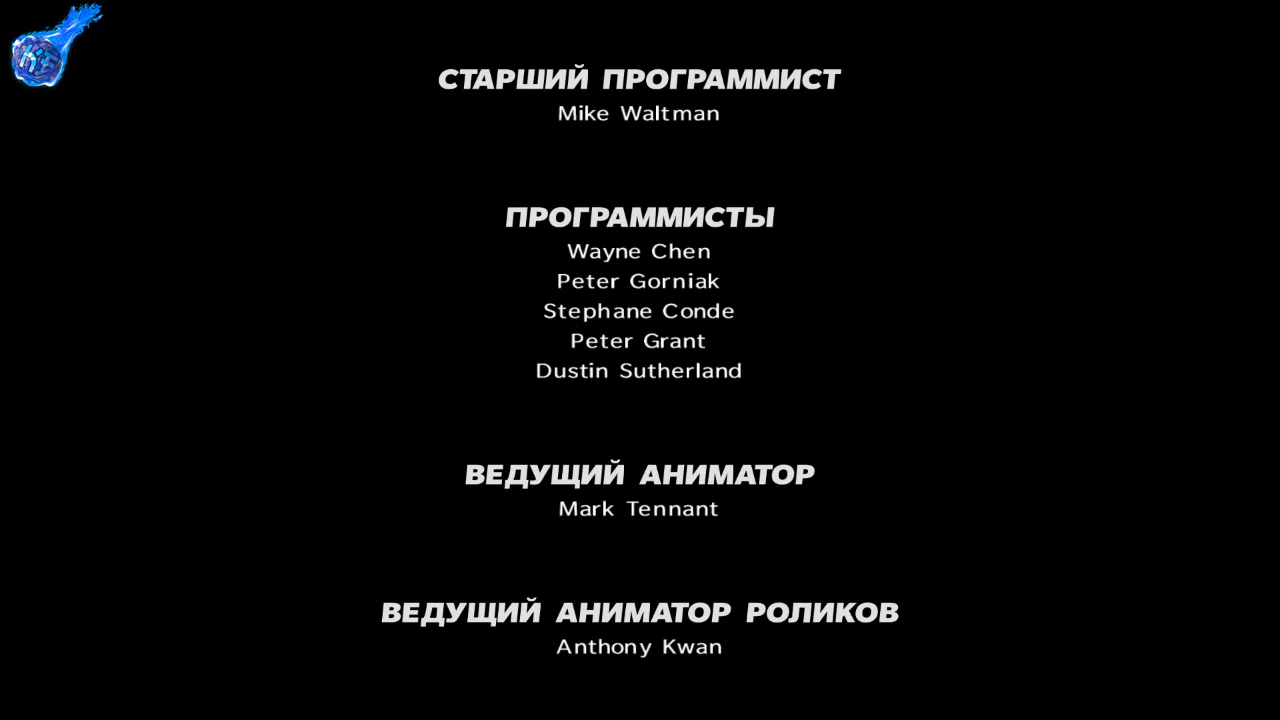 СТАРШИЙ ПРОГРАММИСТ
Mike Waltman
ПРОГРАММИСТЫ
Wayne Chen
Peter Gorniak
Stephane Conde
Peter Grant
Dustin Sutherland
ВЕДУЩИЙ АНИМАТОР
Mark Tennant
ВЕДУЩИЙ АНИМАТОР РОЛИКОВ
Anthony Kwan